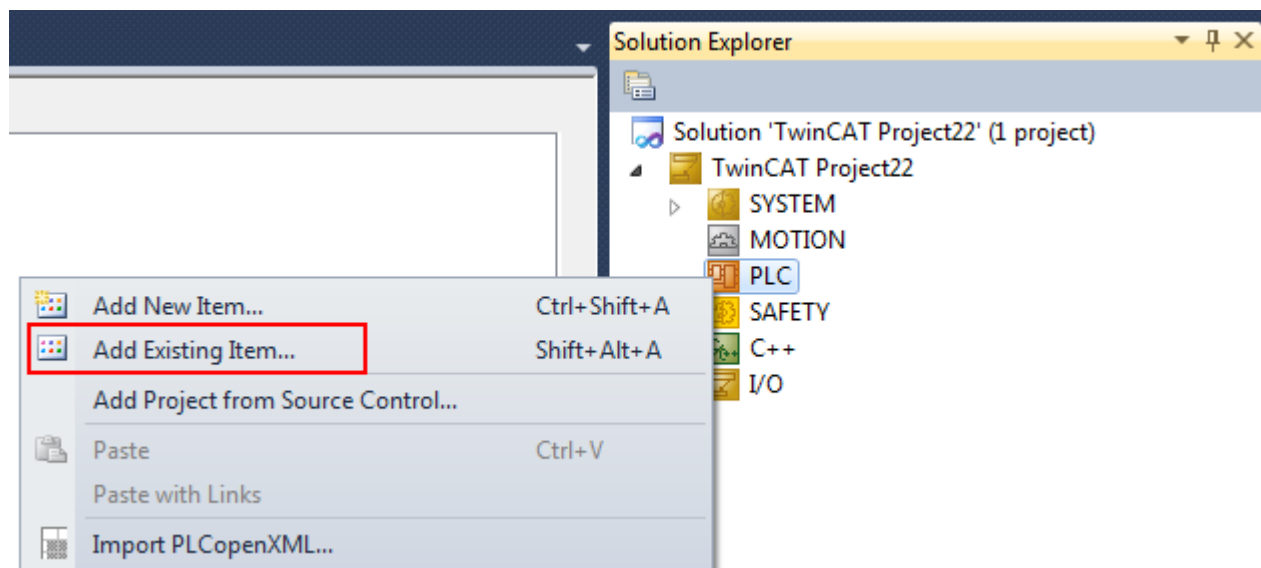 Solution Explorer
Solution 'TwinCAT Project22' (1 project)
TwinCAT Project22
SYSTEM
MOTION
PLC
SAFETY
C++
I/O
Add New Item... Ctrl+Shift+A
Add Existing Item... Shift+Alt+A
Add Project from Source Control...
Paste Ctrl+V
Paste with Links
Import PLCopenXML...